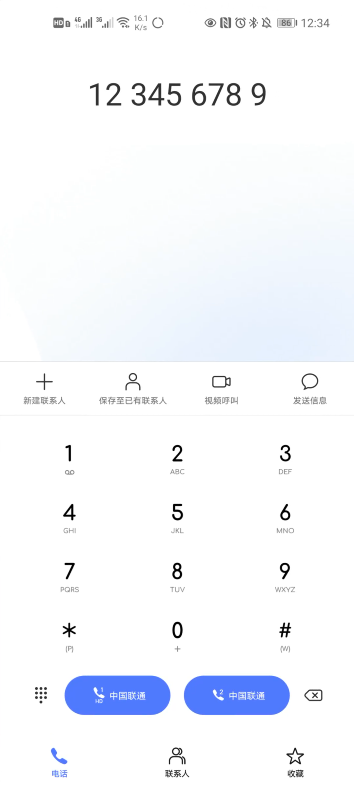 HD B 4G 3G 16.1 K/s 86 12:34
12 345 678 9
新建联系人 保存至已有联系人 视频呼叫 发送信息
1 2 3
ABC DEF
4 5 6
GHI JKL MNO
7 8 9
PQRS TUV WXYZ
* 0 #
(P) + (W)
1 HD 中国联通 2 中国联通
电话 联系人 收藏